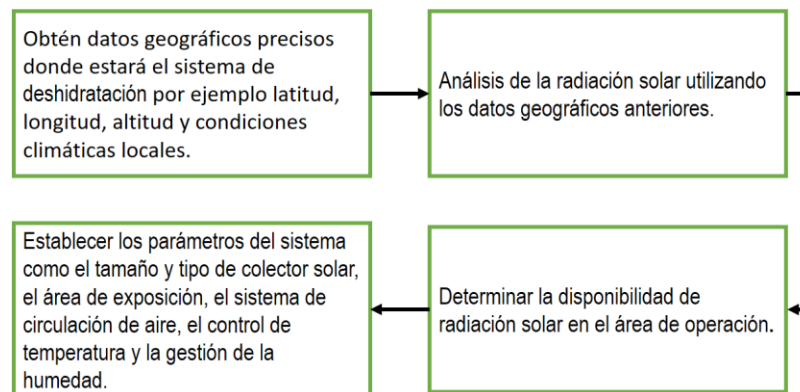 Obtén datos geográficos precisos
donde estará el sistema de
deshidratación por ejemplo latitud,
longitud, altitud y condiciones
climáticas locales.
Análisis de la radiación solar utilizando
los datos geográficos anteriores.
Determinar la disponibilidad de
radiación solar en el área de operación.
Establecer los parámetros del sistema
como el tamaño y tipo de colector solar,
el área de exposición, el sistema de
circulación de aire, el control de
temperatura y la gestión de la
humedad.